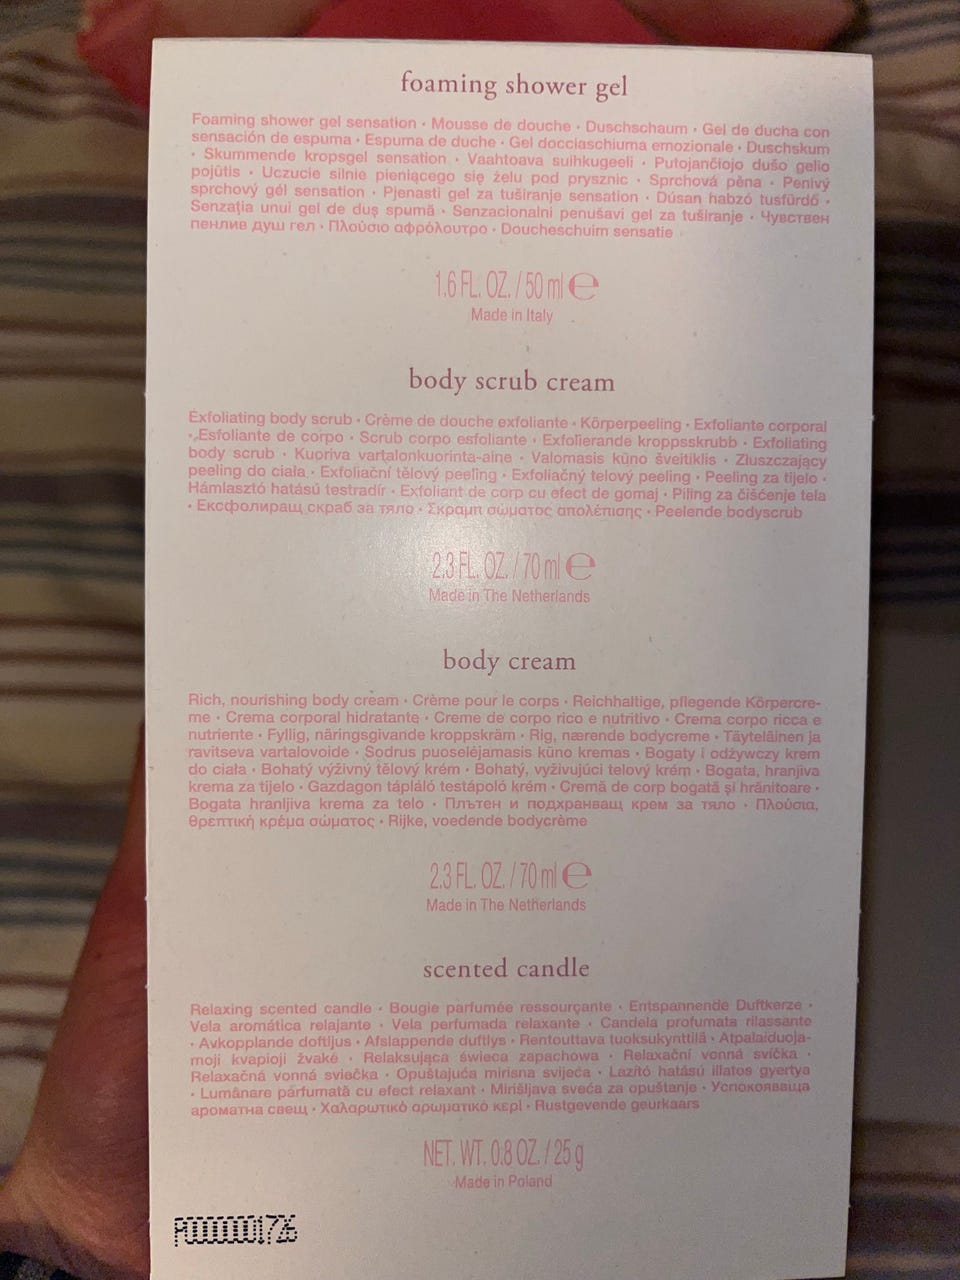 foaming shower gel
Foaming shower gel sensation • Mousse de douche • Duschschaum • Gel de ducha con
sensación de espuma • Espuma de duche • Gel docciaschiuma emozionale • Duschskum
• Skummende kropsgel sensation • Vaahtoava suihkugeeli • Putojančiojo dušo gelio
pojūtis • Uczucie silnie pieniącego się żelu pod prysznic • Sprchová pěna • Penivý
sprchový gél sensation • Pjenasti gel za tuširanje sensation • Dúsan habzó tusfürdő •
Senzaţia unui gel de duş spumă • Senzacionalni penušavi gel za tuširanje • Чувствен
пенлив душ гел • Πλούσιο αφρόλουτρο • Doucheschuim sensatie
1.6 FL. OZ. / 50 ml ℮
Made in Italy
body scrub cream
Exfoliating body scrub • Crème de douche exfoliante • Körperpeeling • Exfoliante corporal
• Esfoliante de corpo • Scrub corpo esfoliante • Exfolierande kroppsskrubb • Exfoliating
body scrub • Kuoriva vartalonkuorinta-aine • Valomasis kūno šveitiklis • Złuszczający
peeling do ciała • Exfoliační tělový peeling • Exfoliačný telový peeling • Peeling za tijelo •
Hámlasztó hatású testradír • Exfoliant de corp cu efect de gomaj • Piling za čišćenje tela
• Ексфолиращ скраб за тяло • Σκραμπ σώματος απολέπισης • Peelende bodyscrub
2.3 FL. OZ. / 70 ml ℮
Made in The Netherlands
body cream
Rich, nourishing body cream • Crème pour le corps • Reichhaltige, pflegende Körpercre-
me • Crema corporal hidratante • Creme de corpo rico e nutritivo • Crema corpo ricca e
nutriente • Fyllig, näringsgivande kroppskräm • Rig, nærende bodycreme • Täyteläinen ja
ravitseva vartalovoide • Sodrus puoselėjamasis kūno kremas • Bogaty i odżywczy krem
do ciała • Bohatý výživný tělový krém • Bohatý, vyživujúci telový krém • Bogata, hranjiva
krema za tijelo • Gazdagon tápláló testápoló krém • Cremă de corp bogată și hrănitoare •
Bogata hranljiva krema za telo • Плътен и подхранващ крем за тяло • Πλούσια,
θρεπτική κρέμα σώματος • Rijke, voedende bodycrème
2.3 FL. OZ. / 70 ml ℮
Made in The Netherlands
scented candle
Relaxing scented candle • Bougie parfumée ressourçante • Entspannende Duftkerze •
Vela aromática relajante • Vela perfumada relaxante • Candela profumata rilassante
• Avkopplande doftljus • Afslappende duftlys • Rentouttava tuoksukynttilä • Atpalaiduoja-
moji kvapioji žvakė • Relaksująca świeca zapachowa • Relaxační vonná svíčka •
Relaxačná vonná sviečka • Opuštajuća mirisna svijeća • Lazító hatású illatos gyertya
• Lumânare parfumată cu efect relaxant • Mirišljava sveća za opuštanje • Успокояваща
ароматна свещ • Χαλαρωτικό αρωματικό κερί • Rustgevende geurkaars
NET. WT. 0.8 OZ. / 25 g
Made in Poland